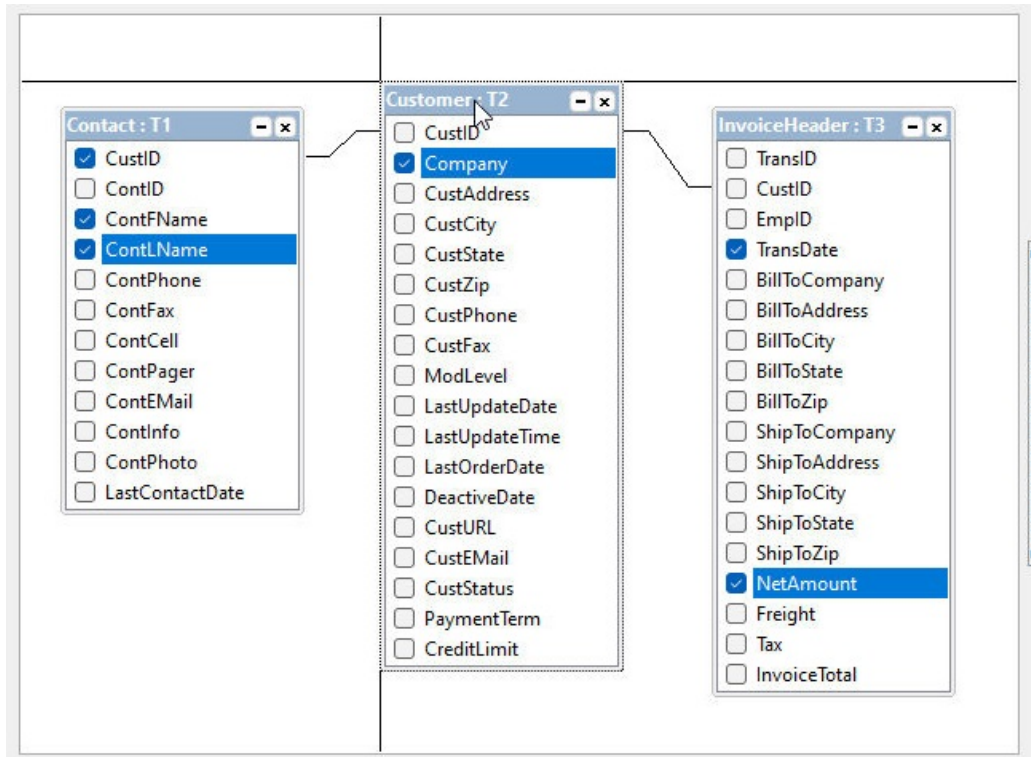 Contact : T1
CustID
ContID
ContFName
ContLName
ContPhone
ContFax
ContCell
ContPager
ContEMail
ContInfo
ContPhoto
LastContactDate
Customer : T2
CustID
Company
CustAddress
CustCity
CustState
CustZip
CustPhone
CustFax
ModLevel
LastUpdateDate
LastUpdateTime
LastOrderDate
DeactiveDate
CustURL
CustEMail
CustStatus
PaymentTerm
CreditLimit
InvoiceHeader : T3
TransID
CustID
EmpID
TransDate
BillToCompany
BillToAddress
BillToCity
BillToState
BillToZip
ShipToCompany
ShipToAddress
ShipToCity
ShipToState
ShipToZip
NetAmount
Freight
Tax
InvoiceTotal